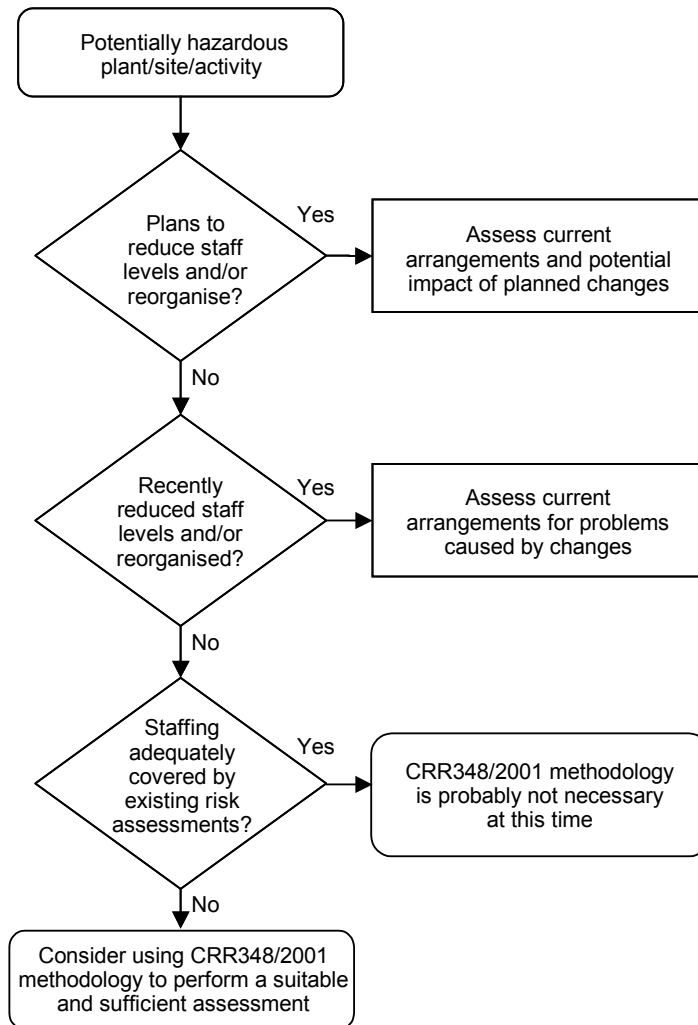 Potentially hazardous
plant/site/activity
Plans to
reduce staff
levels and/or
reorganise?
Yes
Assess current
arrangements and potential
impact of planned changes
No
Recently
reduced staff
levels and/or
reorganised?
Yes
Assess current
arrangements for problems
caused by changes
No
Staffing
adequately
covered by
existing risk
assessments?
Yes
CRR348/2001 methodology
is probably not necessary
at this time
No
Consider using CRR348/2001
methodology to perform a suitable
and sufficient assessment